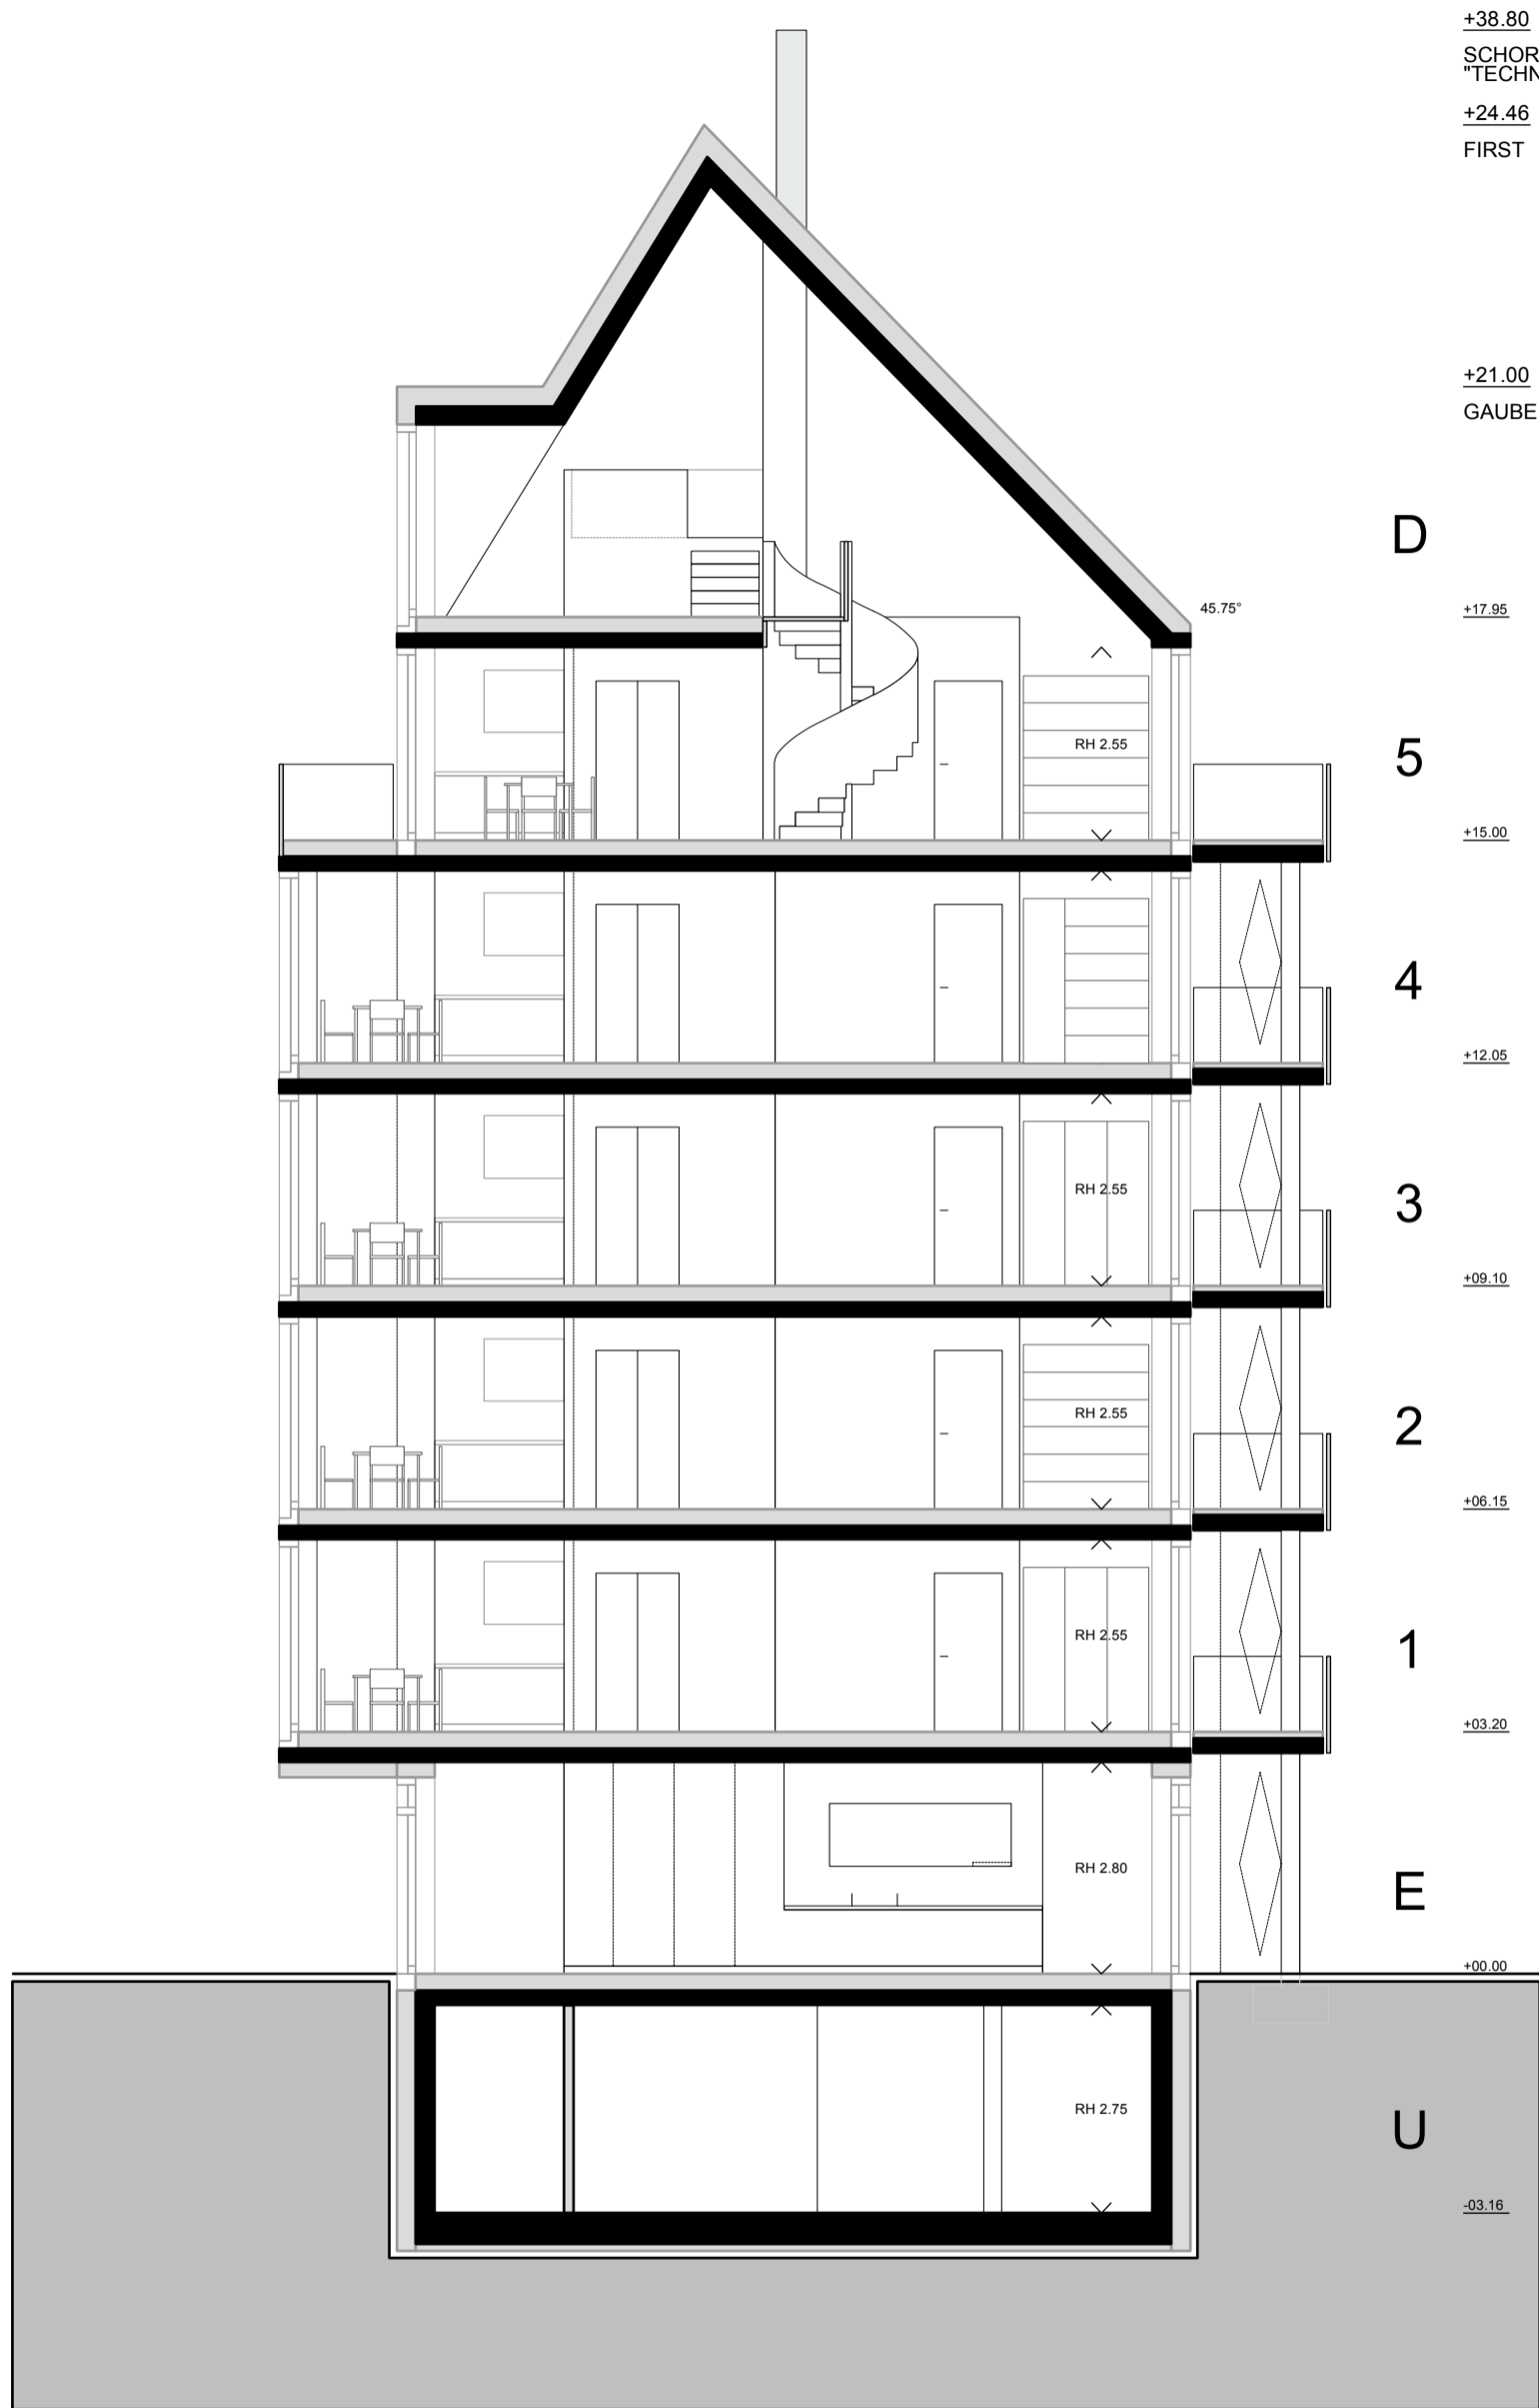 +38.80
SCHOR
"TECHN
+24.46
FIRST
+21.00
GAUBE
D
45.75°
+17.95
RH 2.55
5
+15.00
4
+12.05
RH 2.55
3
+09.10
RH 2.55
2
+06.15
RH 2.55
1
+03.20
RH 2.80
E
+00.00
RH 2.75
U
-03.16